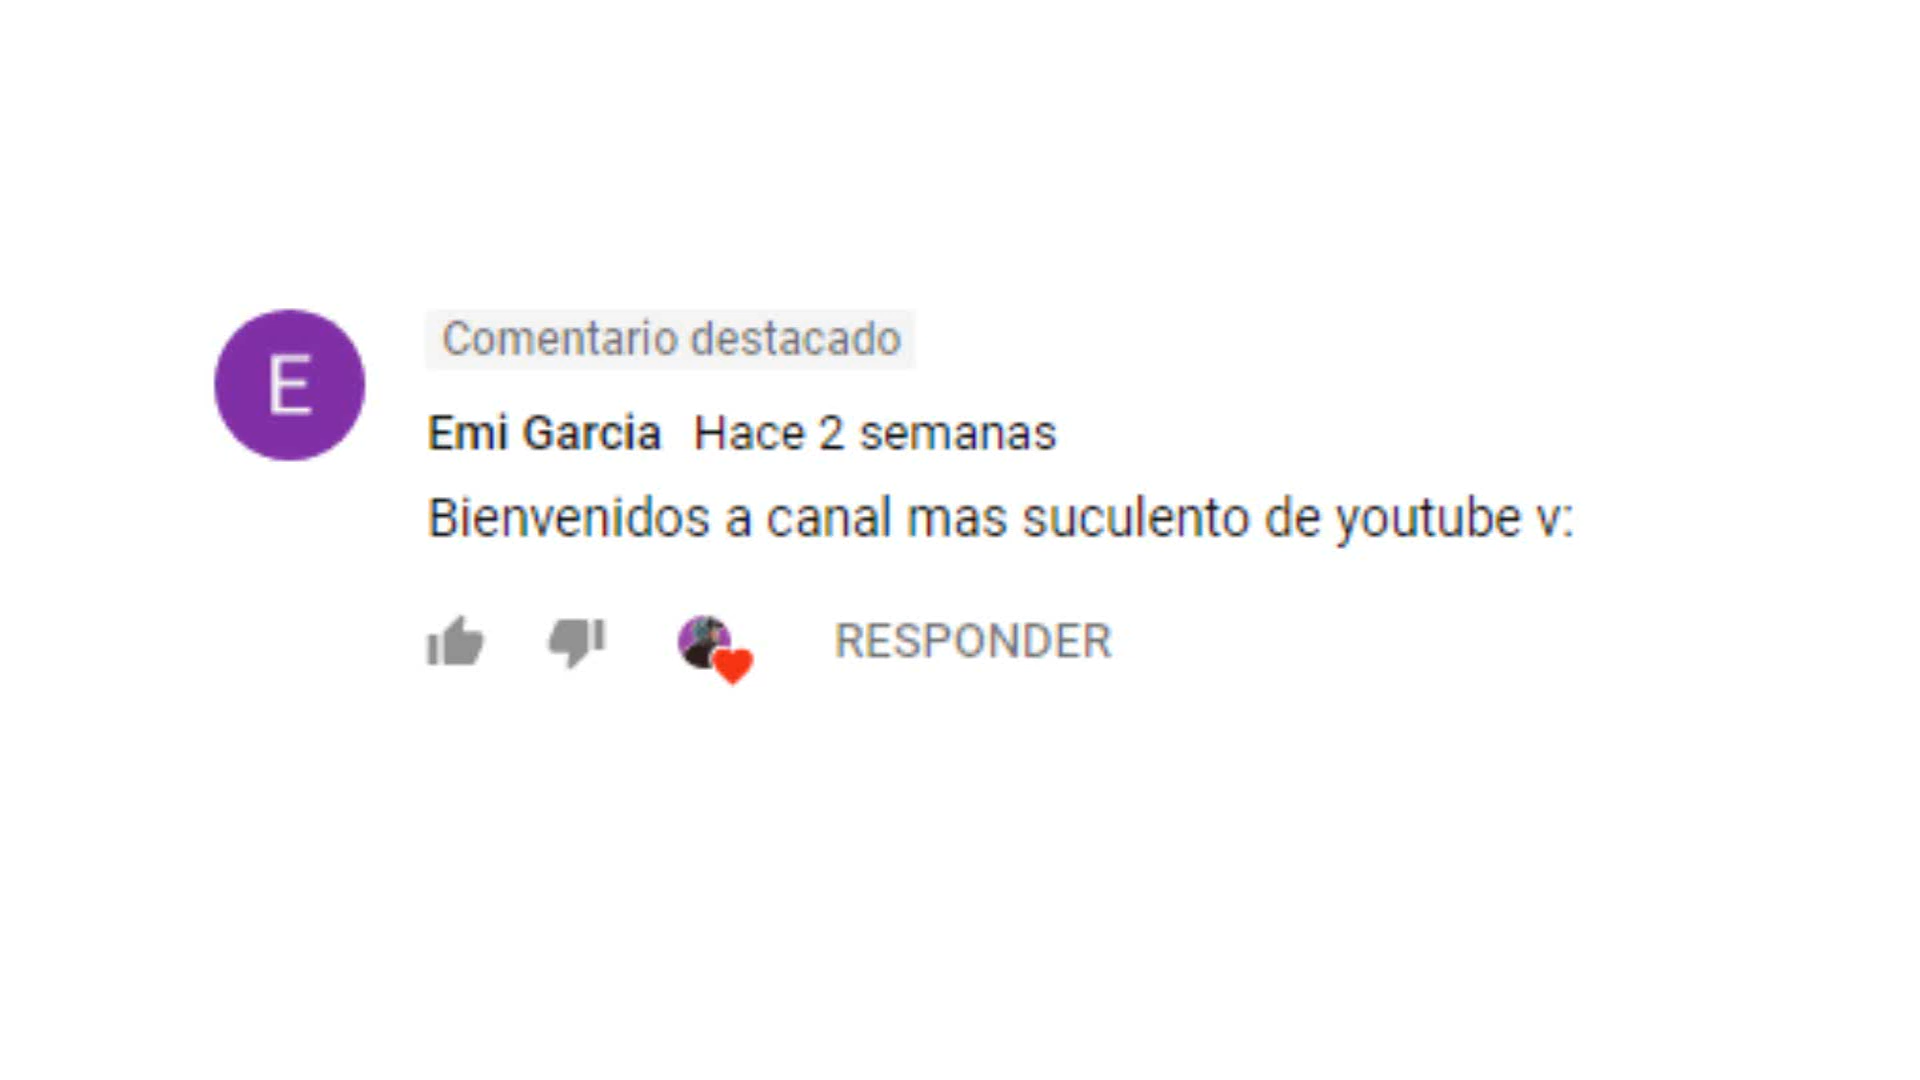 E
Comentario destacado
Emi Garcia Hace 2 semanas
Bienvenidos a canal mas suculento de youtube v:
RESPONDER